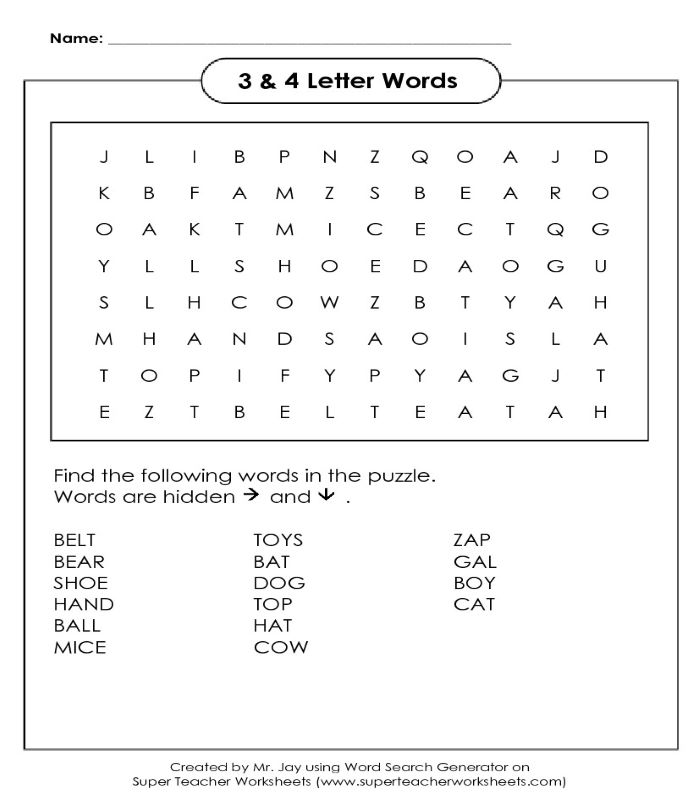 Name: ______________________________
3 & 4 Letter Words
J L I B P N Z Q O A J D
K B F A M Z S B E A R O
O A K T M I C E C T Q G
Y L L S H O E D A O G U
S L H C O W Z B T Y A H
M H A N D S A O I S L A
T O P I F Y P Y A G J T
E Z T B E L T E A T A H
Find the following words in the puzzle.
Words are hidden → and ↓ .
BELT TOYS ZAP
BEAR BAT GAL
SHOE DOG BOY
HAND TOP CAT
BALL HAT
MICE COW
Created by Mr. Jay using Word Search Generator on
Super Teacher Worksheets (www.superteacherworksheets.com)